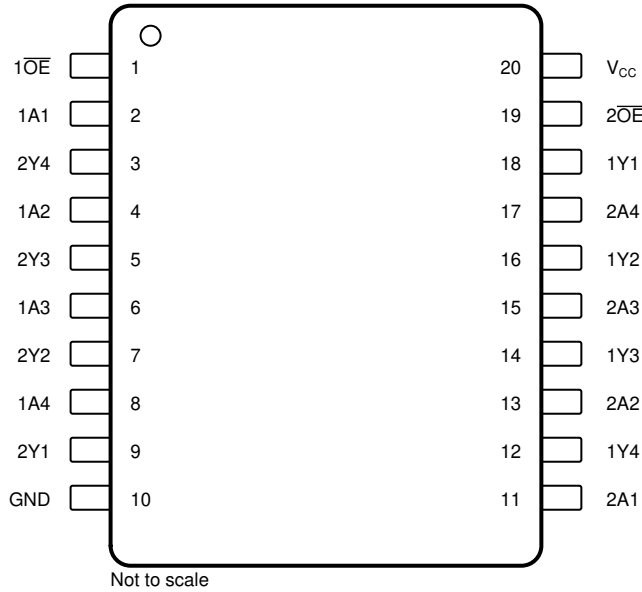 1O̅E̅ 1 20 VCC
1A1 2 19 2O̅E̅
2Y4 3 18 1Y1
1A2 4 17 2A4
2Y3 5 16 1Y2
1A3 6 15 2A3
2Y2 7 14 1Y3
1A4 8 13 2A2
2Y1 9 12 1Y4
GND 10 11 2A1
Not to scale